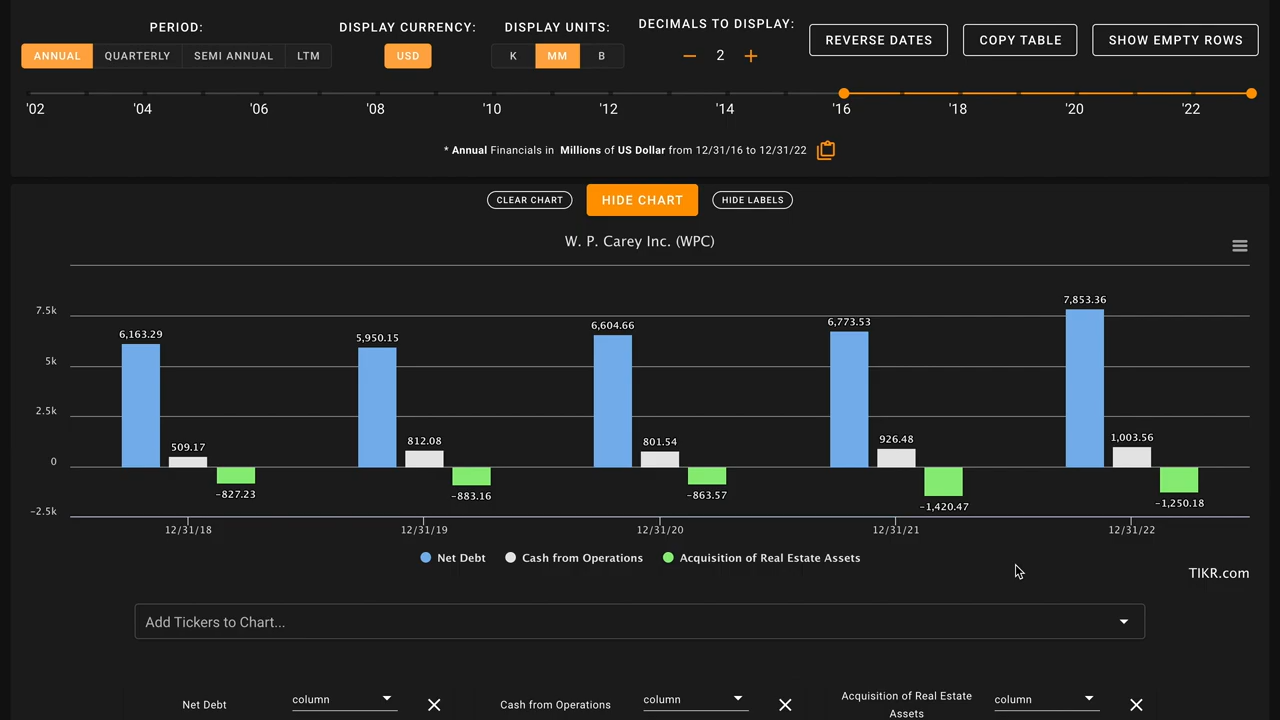 PERIOD: DISPLAY CURRENCY: DISPLAY UNITS: DECIMALS TO DISPLAY:
ANNUAL QUARTERLY SEMI ANNUAL LTM USD K MM B − 2 + REVERSE DATES COPY TABLE SHOW EMPTY ROWS
'02 '04 '06 '08 '10 '12 '14 '16 '18 '20 '22
* Annual Financials in Millions of US Dollar from 12/31/16 to 12/31/22
CLEAR CHART HIDE CHART HIDE LABELS
W. P. Carey Inc. (WPC)
7,853.36
7.5k
6,163.29 5,950.15 6,604.66 6,773.53
5k
2.5k
509.17 812.08 801.54 926.48 1,003.56
0
-827.23 -883.16 -863.57 -1,420.47 -1,250.18
-2.5k
12/31/18 12/31/19 12/31/20 12/31/21 12/31/22
Net Debt Cash from Operations Acquisition of Real Estate Assets
TIKR.com
Add Tickers to Chart...
Net Debt column Cash from Operations column Acquisition of Real Estate column
Assets